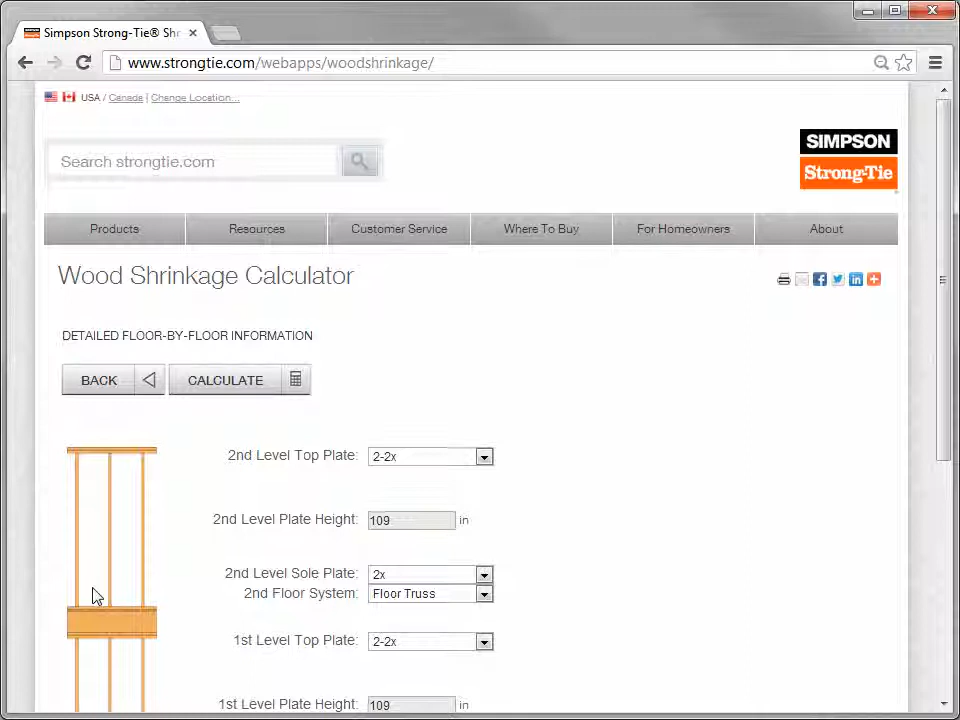 Simpson Strong-Tie® Shr
www.strongtie.com/webapps/woodshrinkage/
USA / Canada | Change Location...
Search strongtie.com
SIMPSON
Strong-Tie
Products Resources Customer Service Where To Buy For Homeowners About
Wood Shrinkage Calculator
DETAILED FLOOR-BY-FLOOR INFORMATION
BACK CALCULATE
2nd Level Top Plate: 2-2x
2nd Level Plate Height: 109 in
2nd Level Sole Plate: 2x
2nd Floor System: Floor Truss
1st Level Top Plate: 2-2x
1st Level Plate Height: 109 in